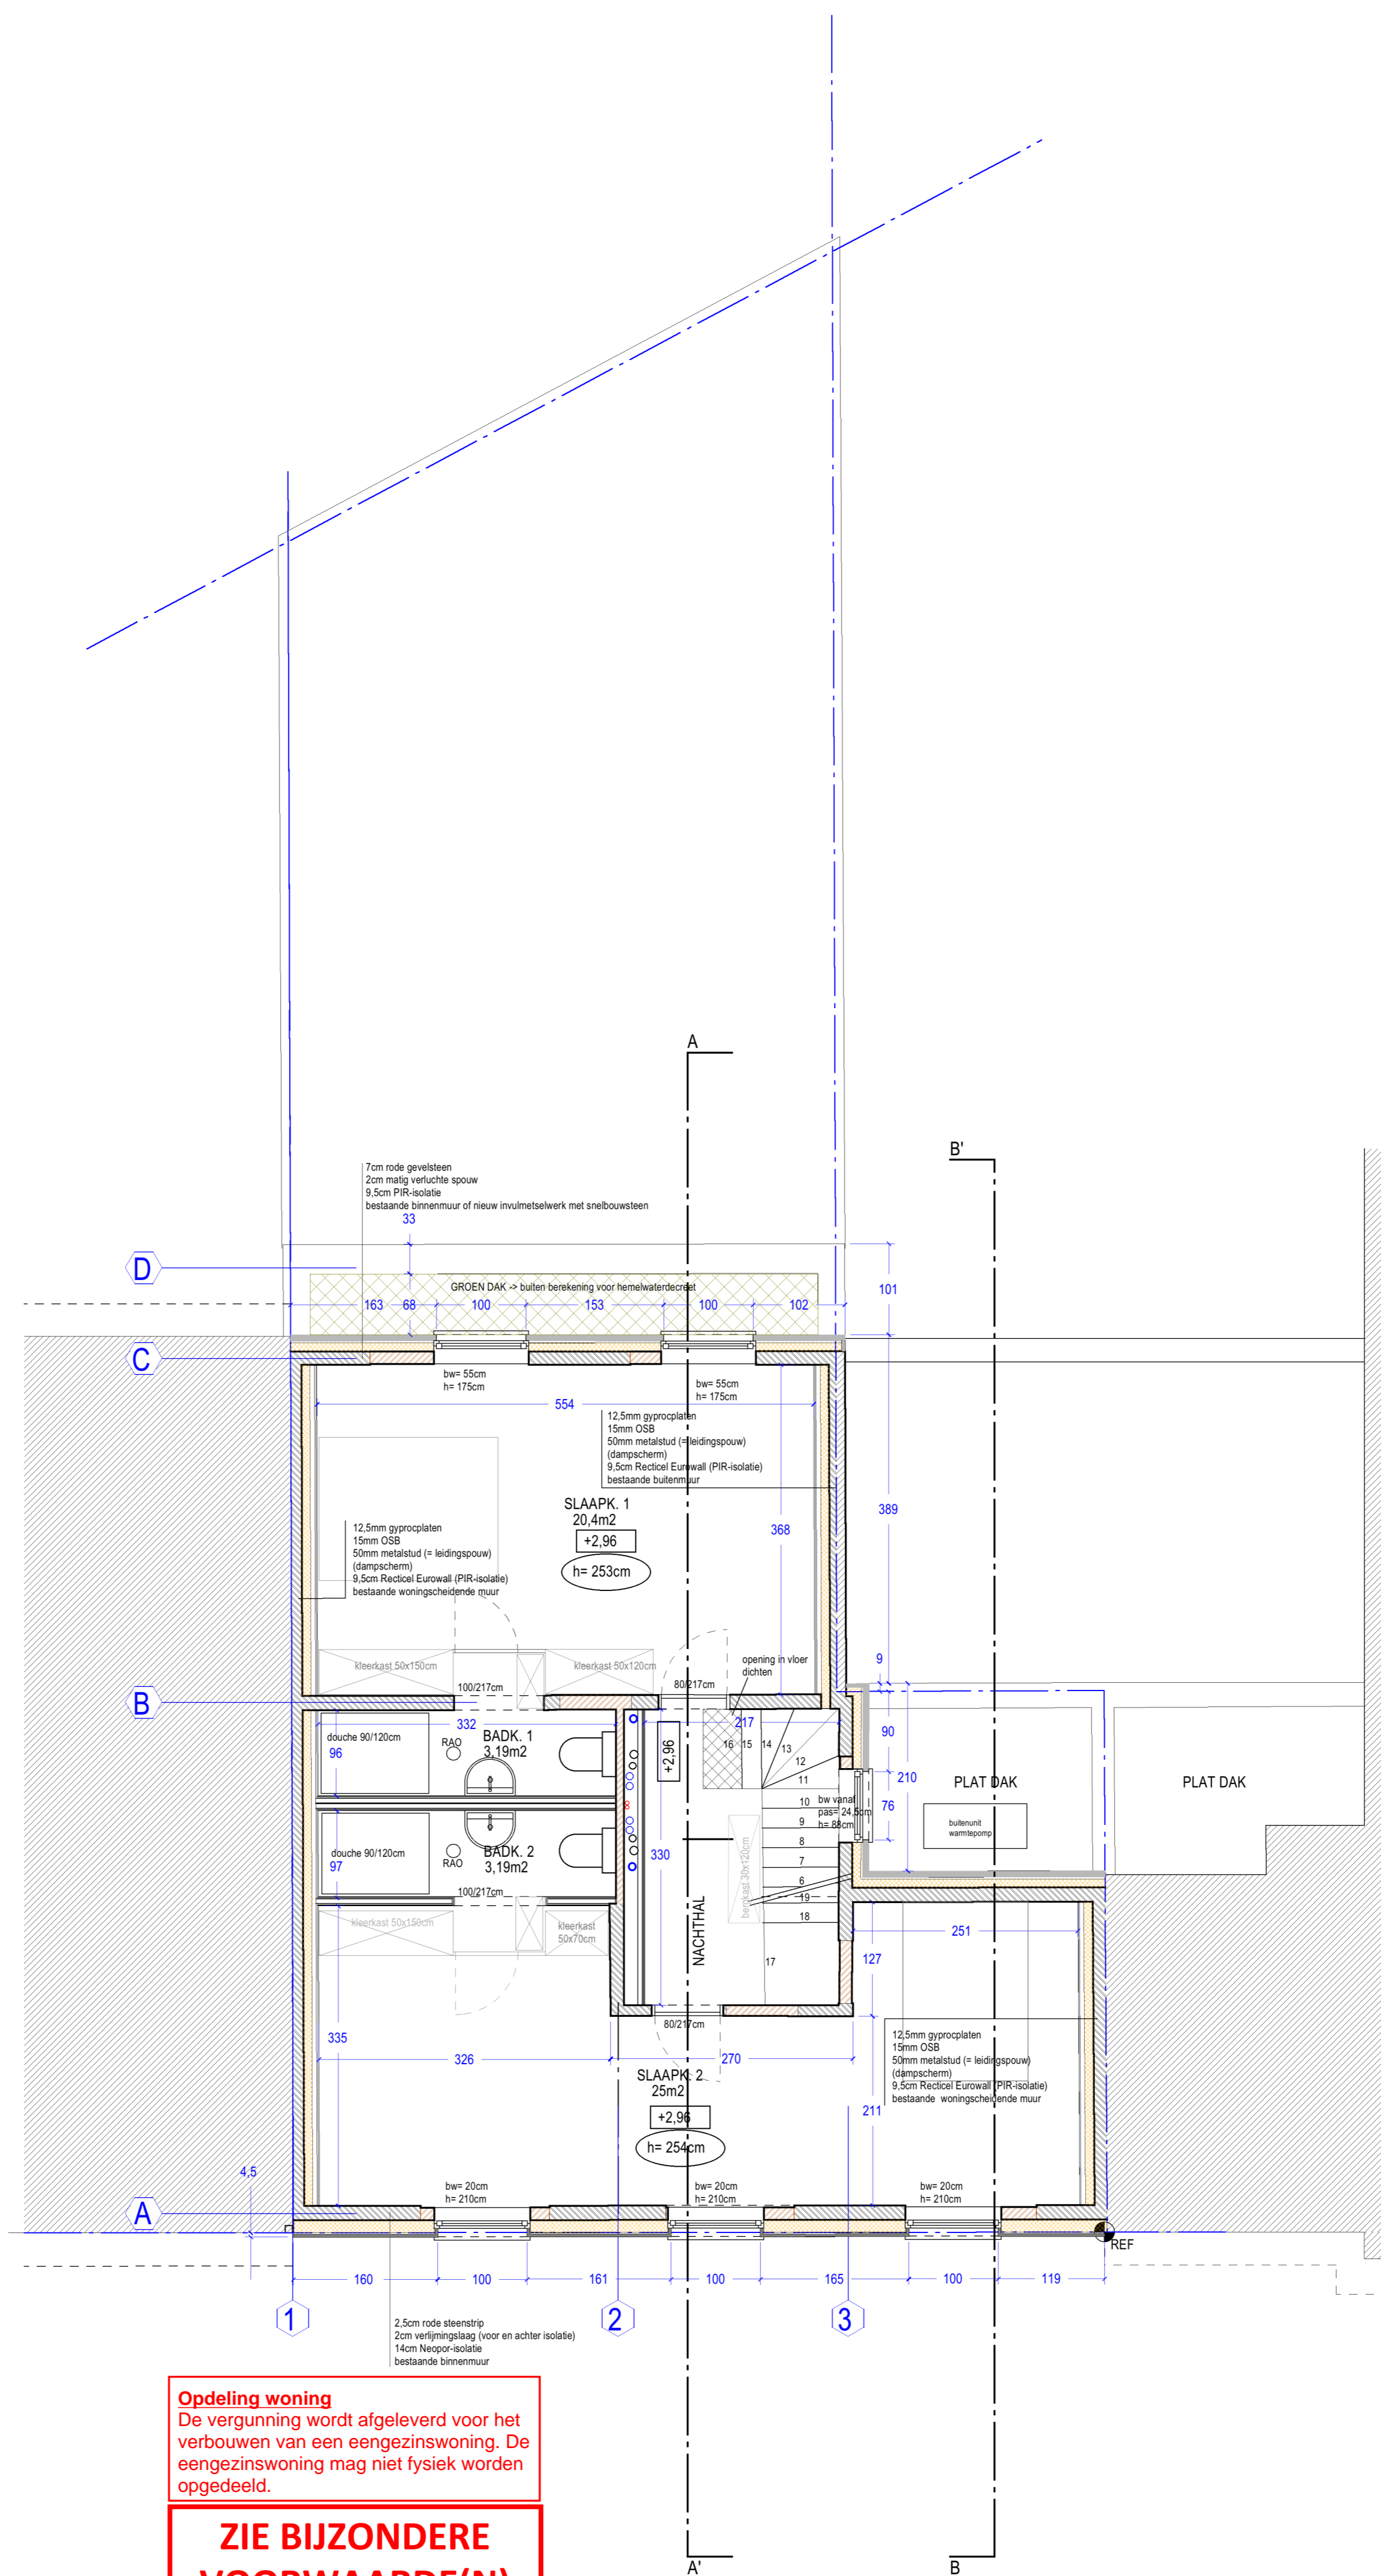 A
B'
7cm rode gevelsteen
2cm matig verluchte spouw
9,5cm PIR-isolatie
bestaande binnenmuur of nieuw invulmetselwerk met snelbouwsteen
33
D
101
GROEN DAK -> buiten berekening voor hemelwaterdecreet
163
68
100
153
100
102
C
bw= 55cm
h= 175cm
bw= 55cm
h= 175cm
554
12,5mm gyprocplaten
15mm OSB
50mm metalstud (= leidingspouw)
(dampscherm)
9,5cm Recticel Eurowall (PIR-isolatie)
bestaande buitenmuur
SLAAPK. 1
20,4m2
+2,96
h= 253cm
368
389
12,5mm gyprocplaten
15mm OSB
50mm metalstud (= leidingspouw)
(dampscherm)
9,5cm Recticel Eurowall (PIR-isolatie)
bestaande woningscheidende muur
kleerkast 50x150cm
kleerkast 50x120cm
opening in vloer
dichten
9
100/217cm
80/217cm
B
332
217
douche 90/120cm
96
RAO
BADK. 1
3,19m2
+2,96
16
15
14
13
12
11
10
9
8
7
6
19
18
17
90
210
76
bw vanaf
pas= 24,5cm
h= 88cm
PLAT DAK
PLAT DAK
buitenunit
warmtepomp
douche 90/120cm
97
RAO
BADK. 2
3,19m2
8
330
bergkast 30x120cm
NACHTHAL
100/217cm
kleerkast 50x150cm
kleerkast
50x70cm
251
127
80/217cm
335
326
270
SLAAPK. 2
25m2
+2,96
h= 254cm
12,5mm gyprocplaten
15mm OSB
50mm metalstud (= leidingspouw)
(dampscherm)
9,5cm Recticel Eurowall (PIR-isolatie)
bestaande woningscheidende muur
211
4,5
bw= 20cm
h= 210cm
bw= 20cm
h= 210cm
bw= 20cm
h= 210cm
A
REF
160
100
161
100
165
100
119
1
2
3
2,5cm rode steenstrip
2cm verlijmingslaag (voor en achter isolatie)
14cm Neopor-isolatie
bestaande binnenmuur
Opdeling woning
De vergunning wordt afgeleverd voor het
verbouwen van een eengezinswoning. De
eengezinswoning mag niet fysiek worden
opgedeeld.
ZIE BIJZONDERE
VOORWAARDE(N)
A'
B